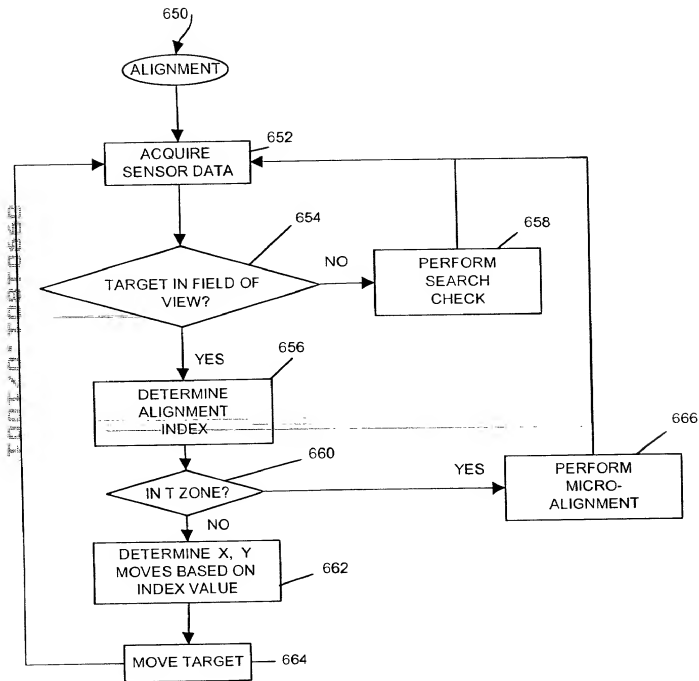 650
ALIGNMENT
652
ACQUIRE
SENSOR DATA
654
TARGET IN FIELD OF
VIEW?
NO
658
PERFORM
SEARCH
CHECK
YES
656
DETERMINE
ALIGNMENT
INDEX
660
IN T ZONE?
YES
666
PERFORM
MICRO-
ALIGNMENT
NO
DETERMINE X, Y
MOVES BASED ON
INDEX VALUE
662
MOVE TARGET
664